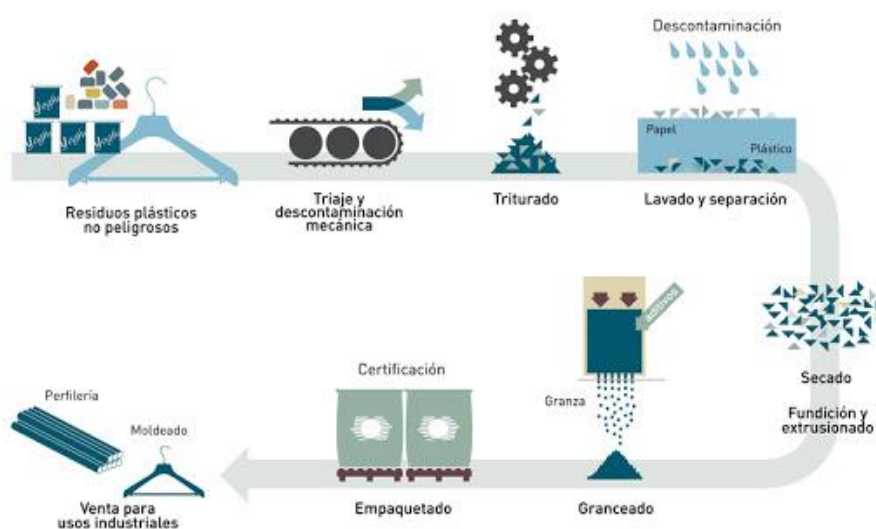 Descontaminación
Papel
Plástico
Residuos plásticos
no peligrosos
Triaje y
descontaminación
mecánica
Triturado
Lavado y separación
aditivos
Secado
Fundición y
extrusionado
Granza
Granceado
Certificación
Empaquetado
Perfilería
Moldeado
Venta para
usos industriales